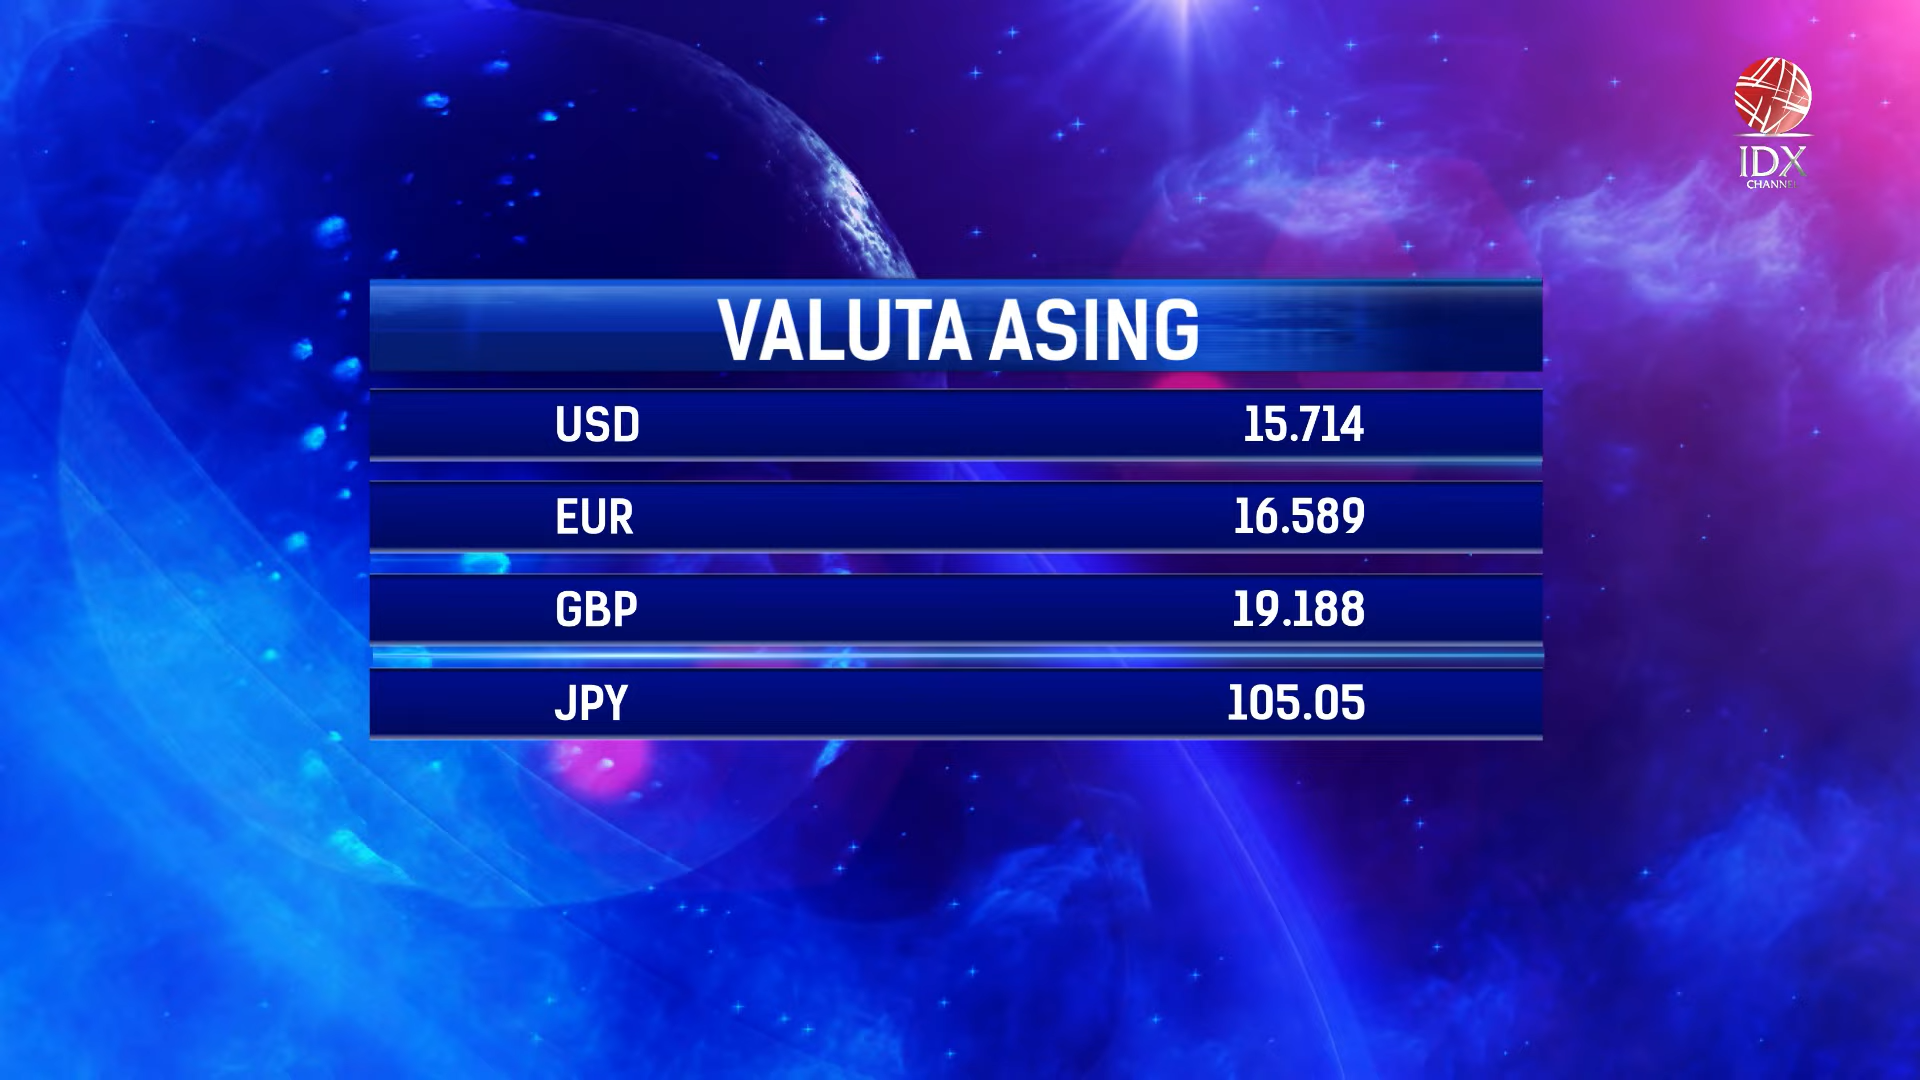 IDX
CHANNEL
VALUTA ASING
USD 15.714
EUR 16.589
GBP 19.188
JPY 105.05